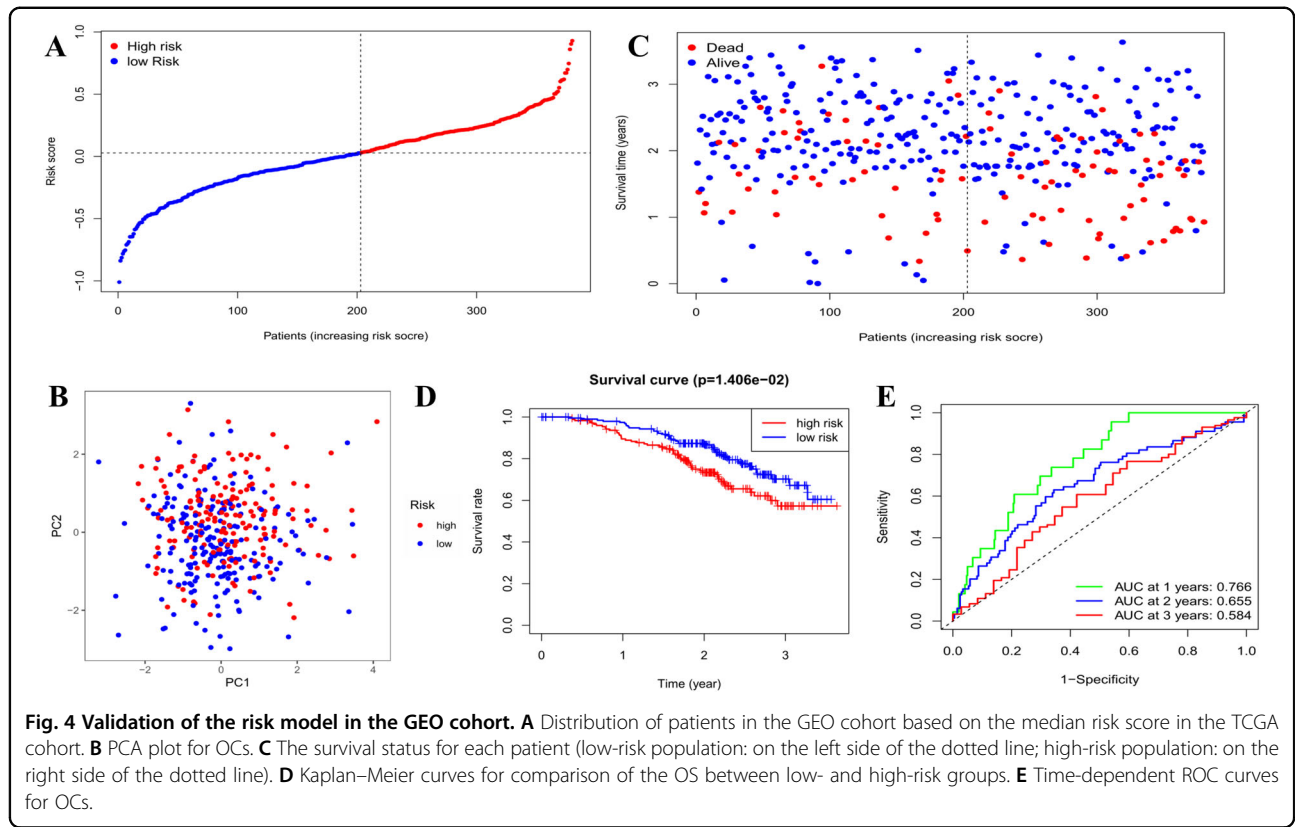 A
High risk
low Risk
1.0
0.5
0.0
−0.5
−1.0
Risk score
0
100
200
300
Patients (increasing risk socre)
C
Dead
Alive
3
2
1
0
Survival time (years)
0
100
200
300
Patients (increasing risk socre)
B
2
0
−2
PC2
−2
0
2
4
PC1
Risk
high
low
D
Survival curve (p=1.406e−02)
high risk
low risk
1.0
0.8
0.6
0.4
0.2
0.0
Survival rate
0
1
2
3
Time (year)
E
1.0
0.8
0.6
0.4
0.2
0.0
Sensitivity
AUC at 1 years: 0.766
AUC at 2 years: 0.655
AUC at 3 years: 0.584
0.0
0.2
0.4
0.6
0.8
1.0
1−Specificity
Fig. 4 Validation of the risk model in the GEO cohort. A Distribution of patients in the GEO cohort based on the median risk score in the TCGA
cohort. B PCA plot for OCs. C The survival status for each patient (low-risk population: on the left side of the dotted line; high-risk population: on the
right side of the dotted line). D Kaplan–Meier curves for comparison of the OS between low- and high-risk groups. E Time-dependent ROC curves
for OCs.